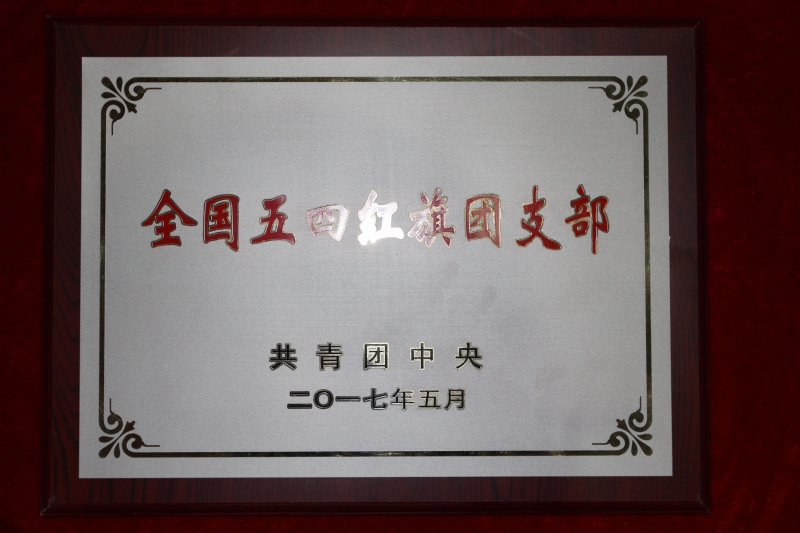 全国五四红旗团支部
共青团中央
二〇一七年五月